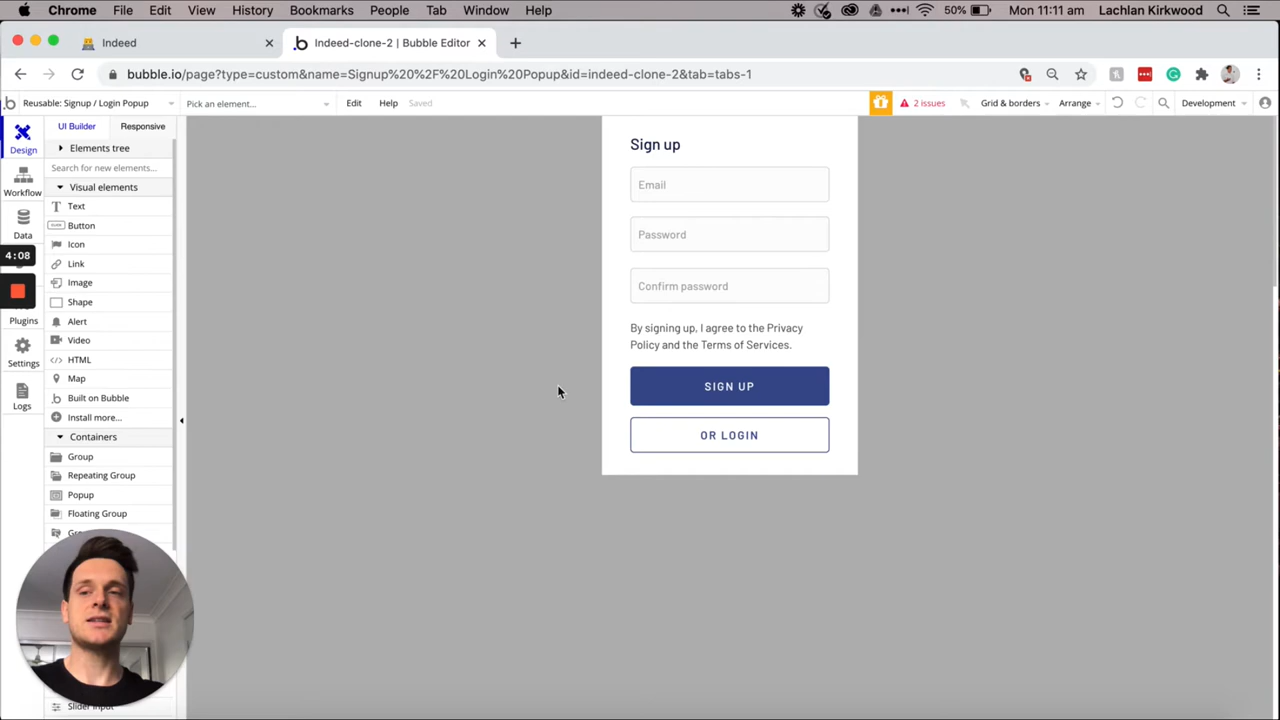 Chrome File Edit View History Bookmarks People Tab Window Help 50% Mon 11:11 am Lachlan Kirkwood
Indeed
Indeed-clone-2 | Bubble Editor
bubble.io/page?type=custom&name=Signup%20%2F%20Login%20Popup&id=indeed-clone-2&tab=tabs-1
Reusable: Signup / Login Popup Pick an element... Edit Help Saved 2 issues Grid & borders Arrange Development
Design
Workflow
Data
4:08
Plugins
Settings
Logs
UI Builder Responsive
Elements tree
Search for new elements...
Visual elements
Text
Button
Icon
Link
Image
Shape
Alert
Video
HTML
Map
Built on Bubble
Install more...
Containers
Group
Repeating Group
Popup
Floating Group
Slider Input
Sign up
Email
Password
Confirm password
By signing up, I agree to the Privacy
Policy and the Terms of Services.
SIGN UP
OR LOGIN